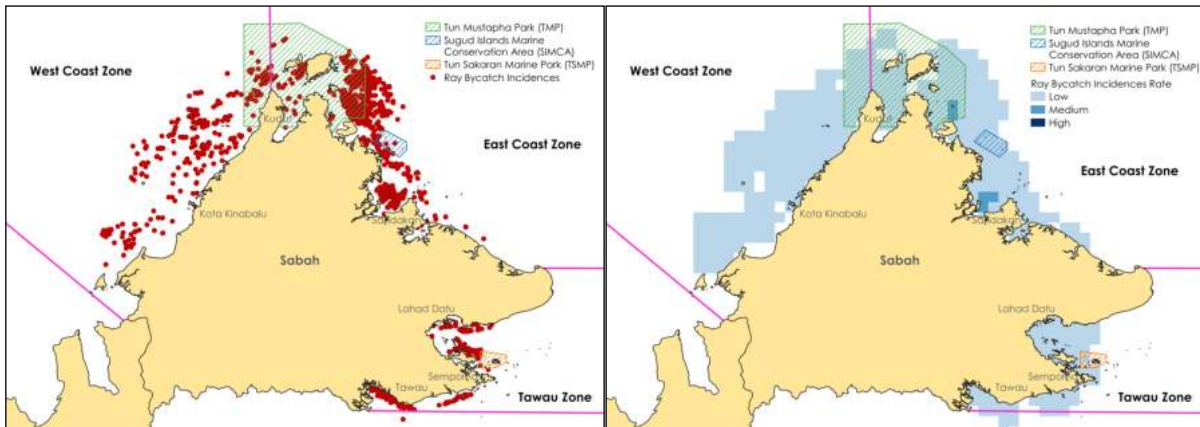 Tun Mustapha Park (TMP)
Sugud Islands Marine
Conservation Area (SIMCA)
Tun Sakaran Marine Park (TSMP)
Ray Bycatch Incidences
West Coast Zone
Kudat
East Coast Zone
Kota Kinabalu
Sandakan
Sabah
Lahad Datu
Semporna
Tawau
Tawau Zone
Tun Mustapha Park (TMP)
Sugud Islands Marine
Conservation Area (SIMCA)
Tun Sakaran Marine Park (TSMP)
Ray Bycatch Incidences Rate
Low
Medium
High
West Coast Zone
Kudat
East Coast Zone
Kota Kinabalu
Sandakan
Sabah
Lahad Datu
Semporna
Tawau
Tawau Zone